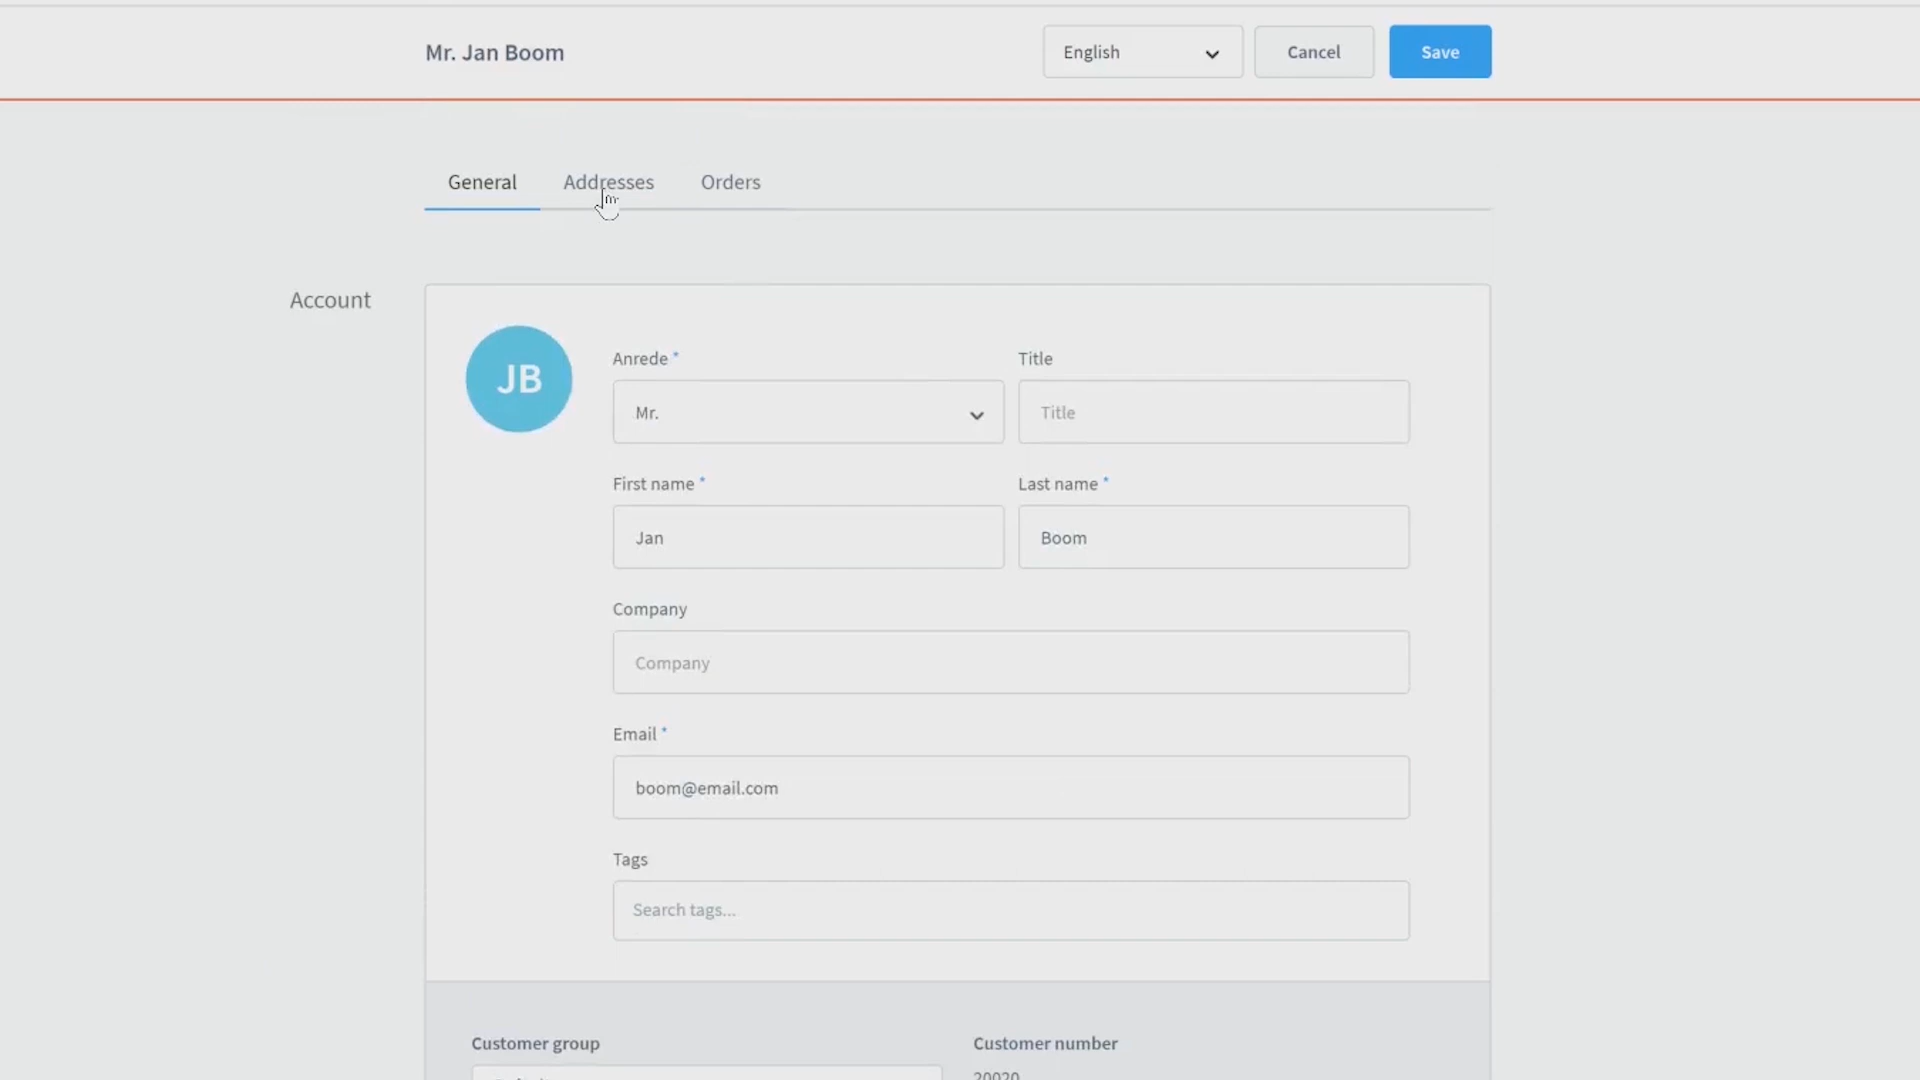 Mr. Jan Boom
English
Cancel
Save
General
Addresses
Orders
Account
JB
Anrede *
Title
Mr.
Title
First name *
Last name *
Jan
Boom
Company
Company
Email *
boom@email.com
Tags
Search tags...
Customer group
Customer number